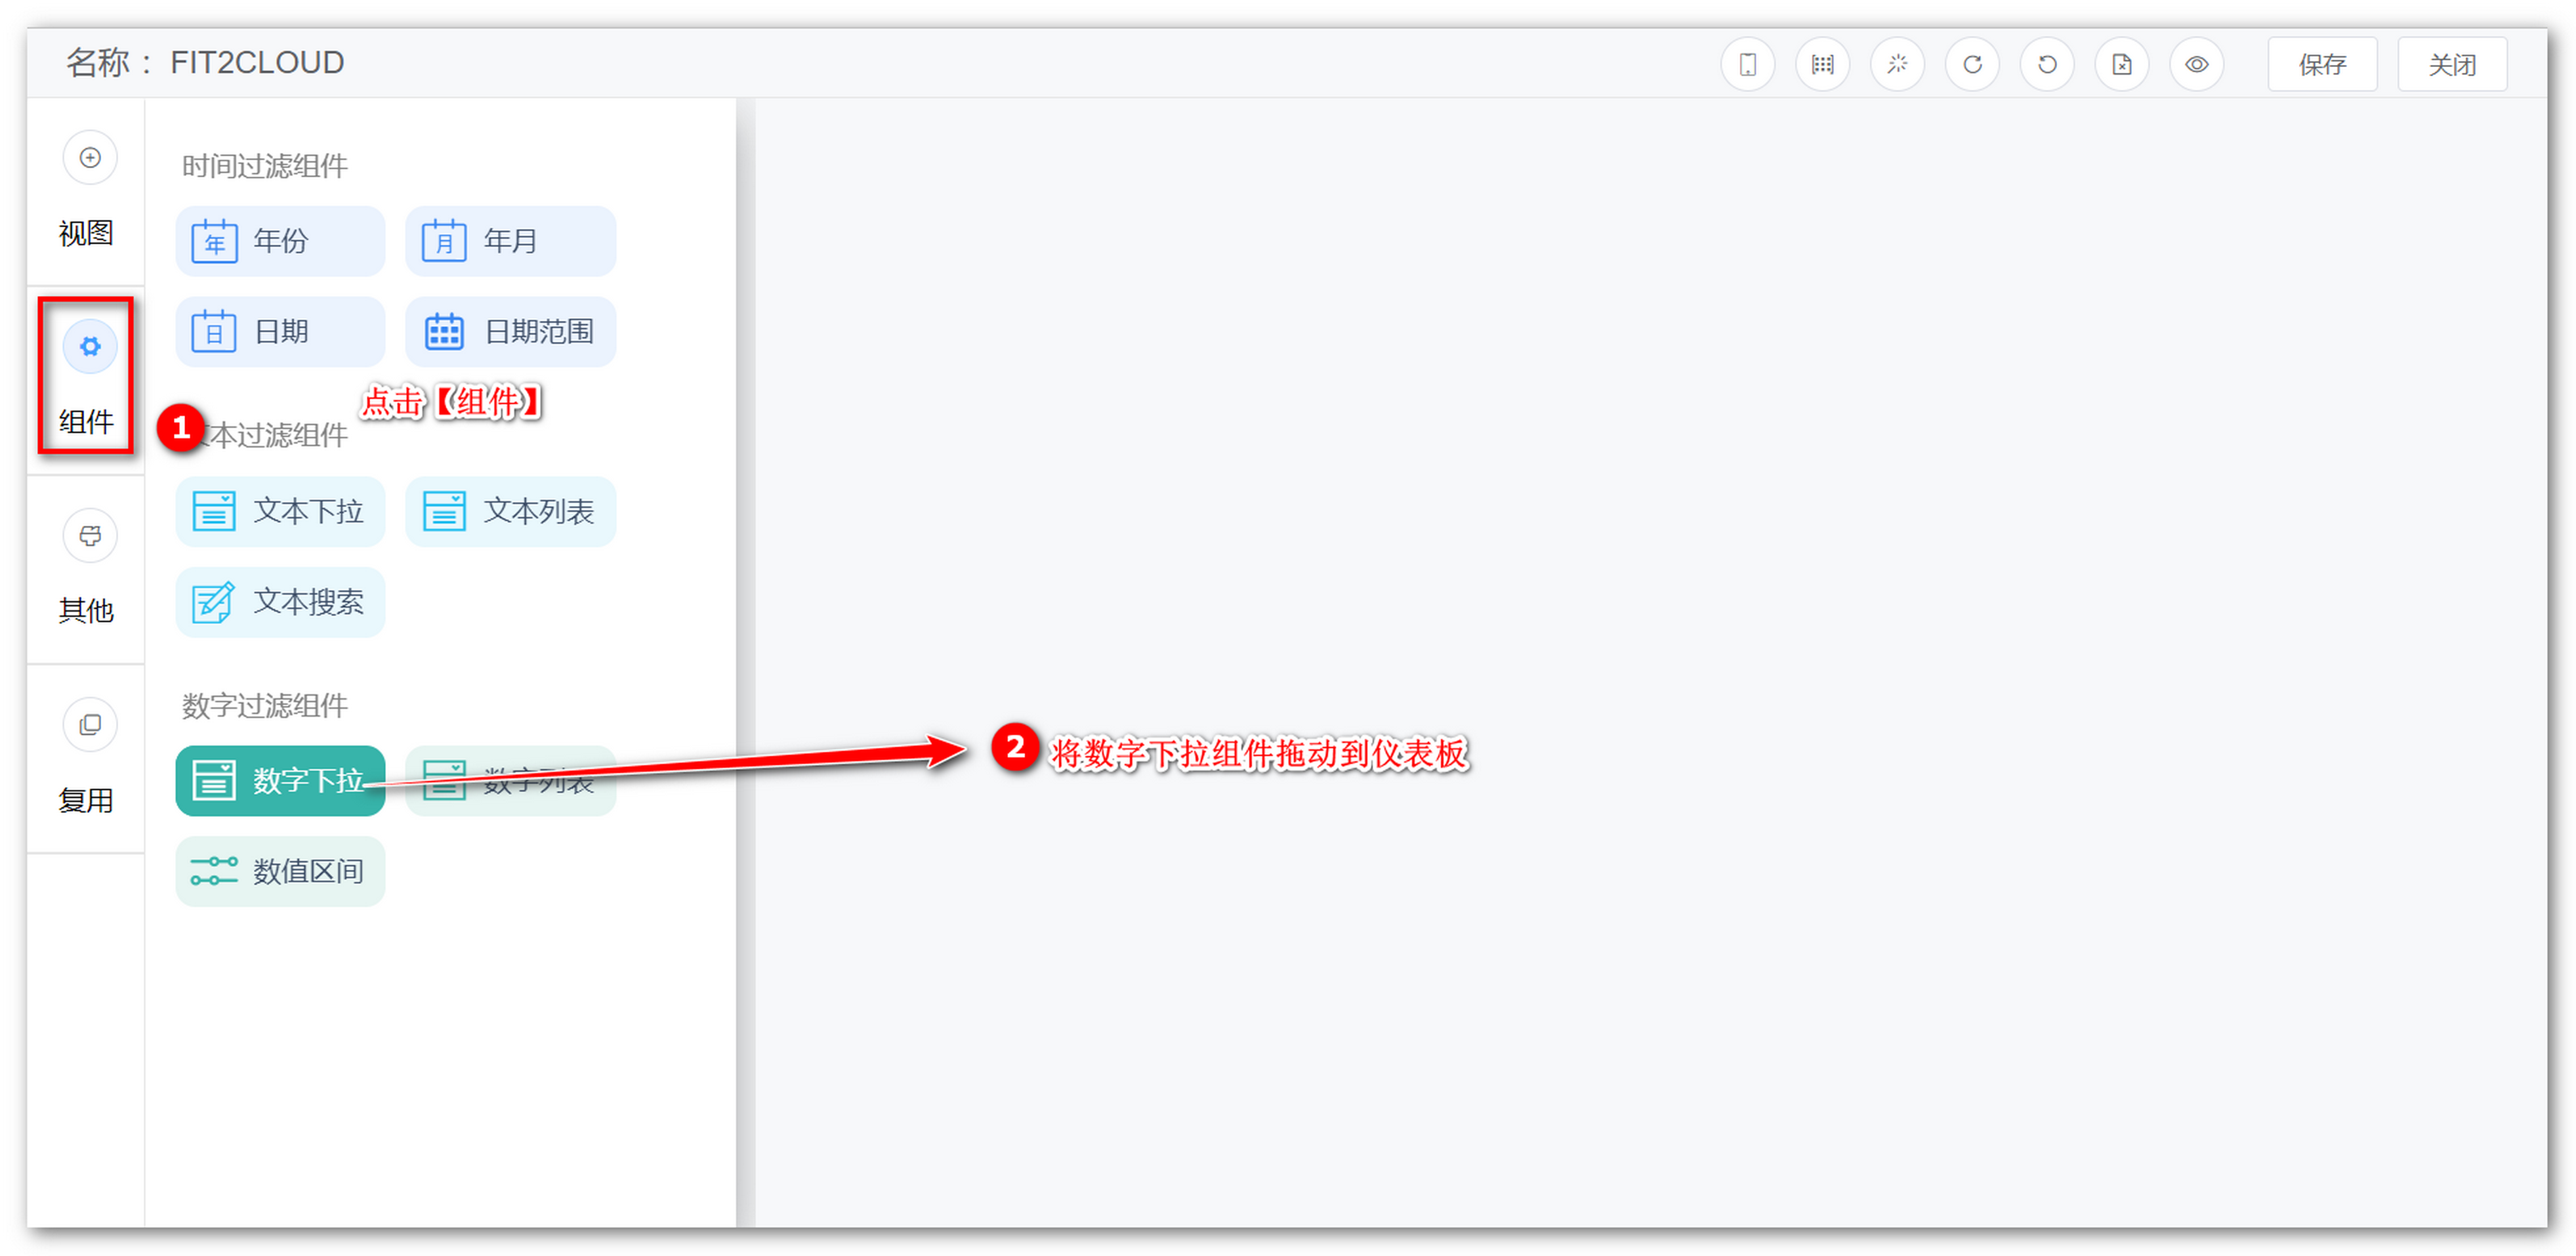 名称： FIT2CLOUD
保存 关闭
视图
组件
其他
复用
时间过滤组件
年 年份 月 年月
日 日期 日期范围
点击【组件】
1 本过滤组件
文本下拉 文本列表
文本搜索
数字过滤组件
数字下拉 数字列表
2 将数字下拉组件拖动到仪表板
数值区间